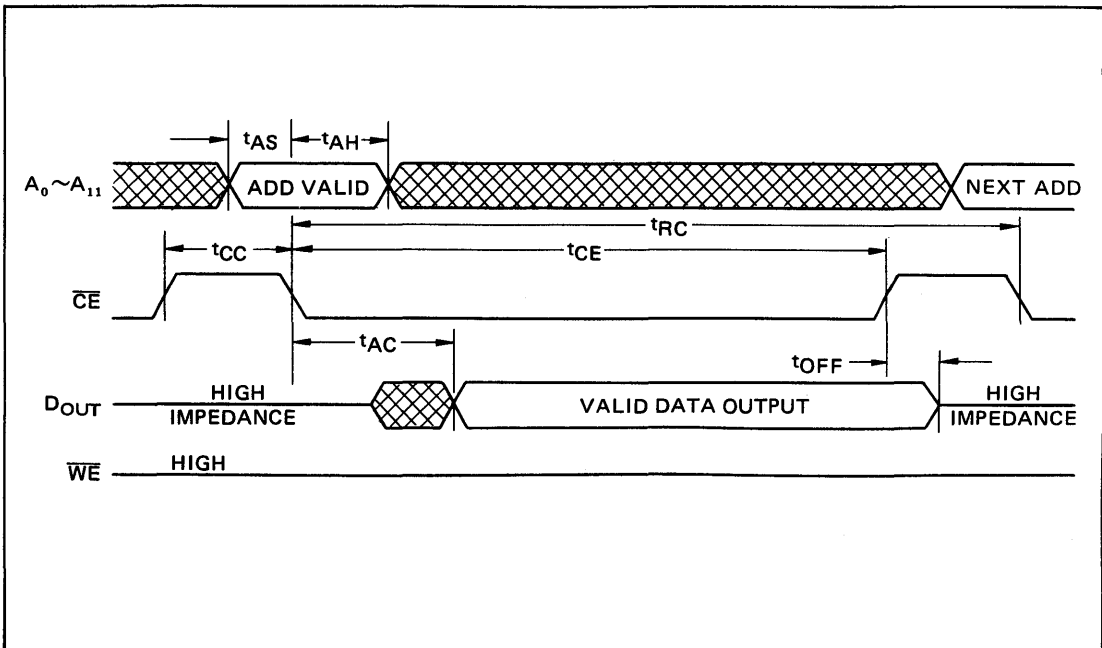 tAS tAH
A0~A11 ADD VALID NEXT ADD
tRC
tCC tCE
CE
tAC
tOFF
DOUT HIGH IMPEDANCE VALID DATA OUTPUT HIGH IMPEDANCE
WE HIGH